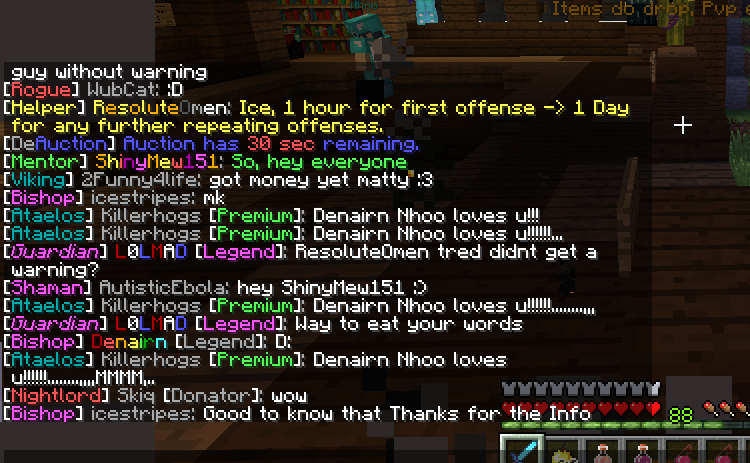 Items db drop, Pvp
guy without warning
[Rogue] WubCat: :D
[Helper] ResoluteOmen: Ice, 1 hour for first offense -> 1 Day
for any further repeating offenses.
[DeAuction] Auction has 30 sec remaining.
[Mentor] ShinyMew151: So, hey everyone
[Viking] 2Funny4life: got money yet matty :3
[Bishop] icestripes: mk
[Ataelos] Killerhogs [Premium]: Denairn Nhoo loves u!!!
[Ataelos] Killerhogs [Premium]: Denairn Nhoo loves u!!!!!!...
[Guardian] L0LMAD [Legend]: ResoluteOmen tred didnt get a
warning?
[Shaman] AutisticEbola: hey ShinyMew151 :D
[Ataelos] Killerhogs [Premium]: Denairn Nhoo loves u!!!!!!.........,,,
[Guardian] L0LMAD [Legend]: Way to eat your words
[Bishop] Denairn [Legend]: D:
[Ataelos] Killerhogs [Premium]: Denairn Nhoo loves
u!!!!!!.........,,,,MMMM,,.
[Nightlord] Skiq [Donator]: wow
[Bishop] icestripes: Good to know that Thanks for the Info
88